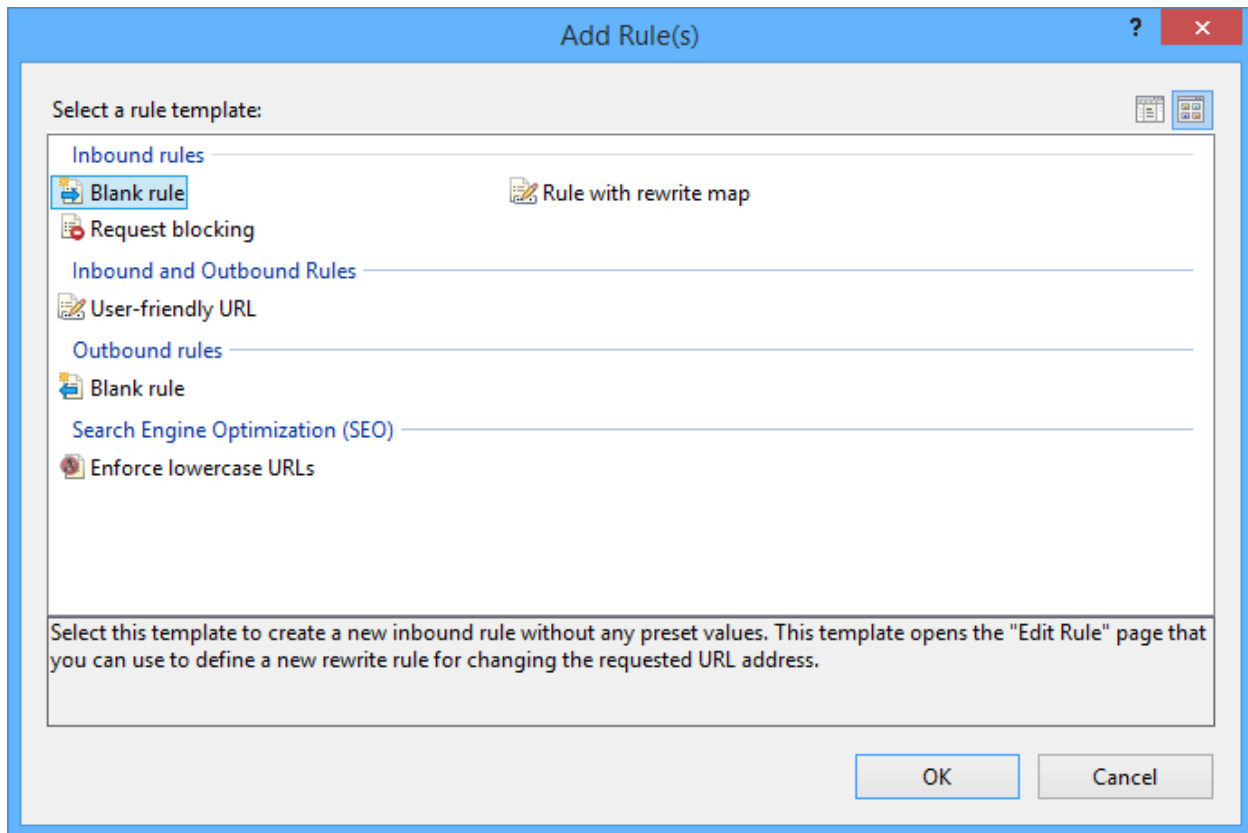 Add Rule(s)
?
Select a rule template:
Inbound rules
Blank rule
Rule with rewrite map
Request blocking
Inbound and Outbound Rules
User-friendly URL
Outbound rules
Blank rule
Search Engine Optimization (SEO)
Enforce lowercase URLs
Select this template to create a new inbound rule without any preset values. This template opens the "Edit Rule" page that
you can use to define a new rewrite rule for changing the requested URL address.
OK
Cancel